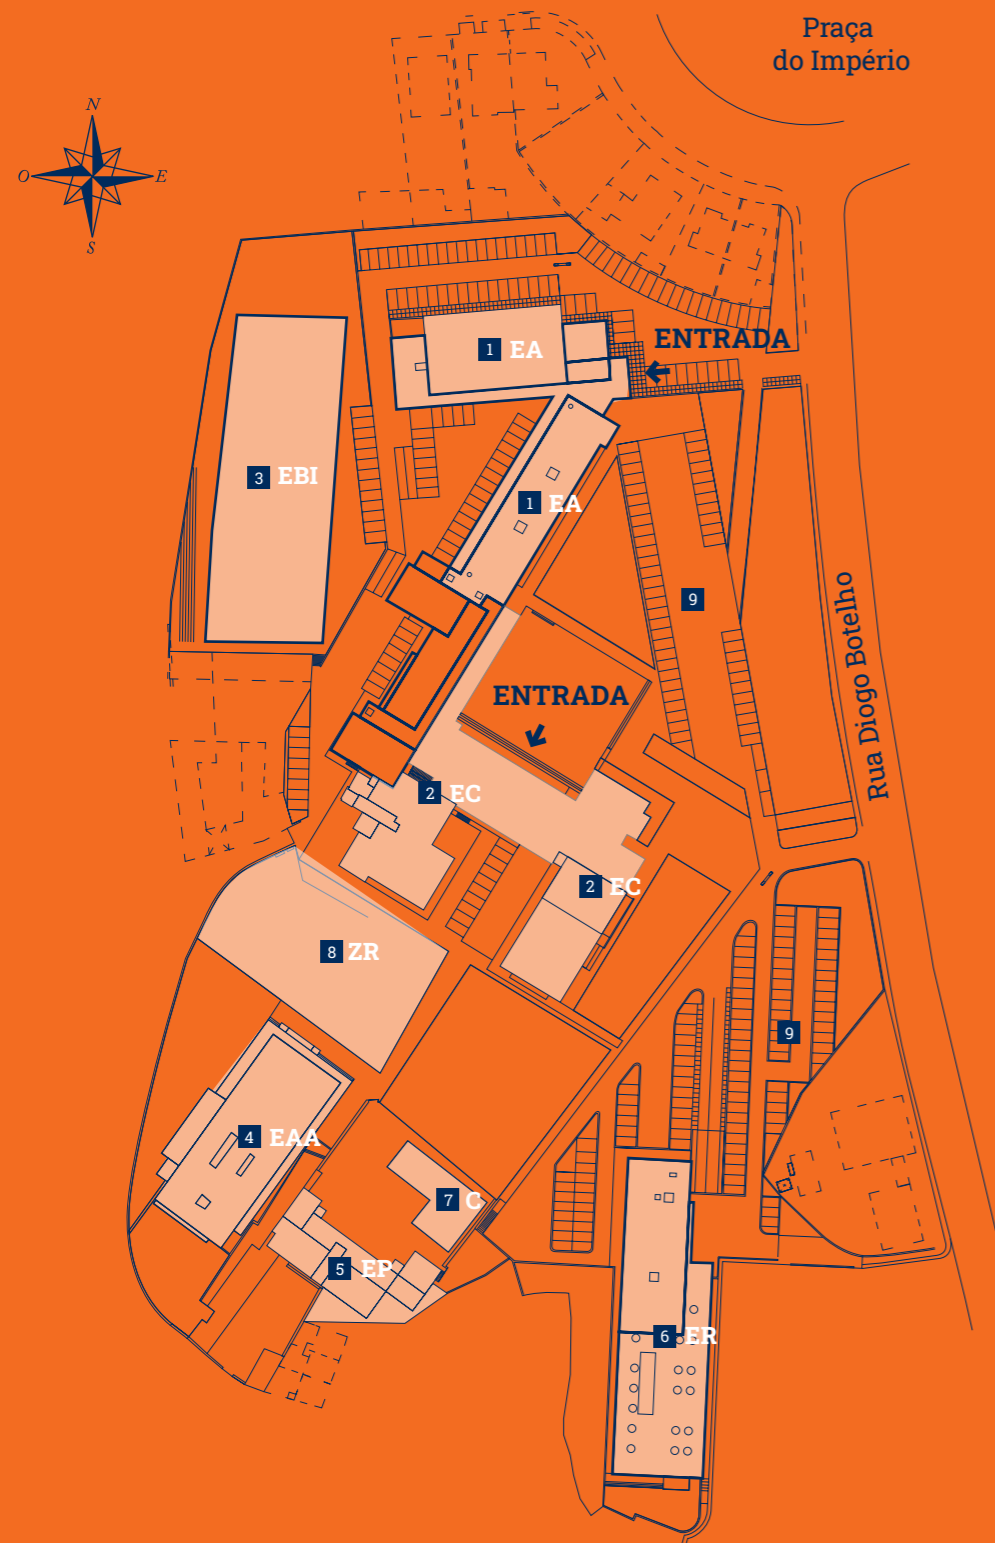 Praça
do Império
N
O E
S
ENTRADA
1 EA
3 EBI
1 EA
9
Rua Diogo Botelho
ENTRADA
2 EC
2 EC
8 ZR
9
4 EAA
7 C
5 EP
6 ER